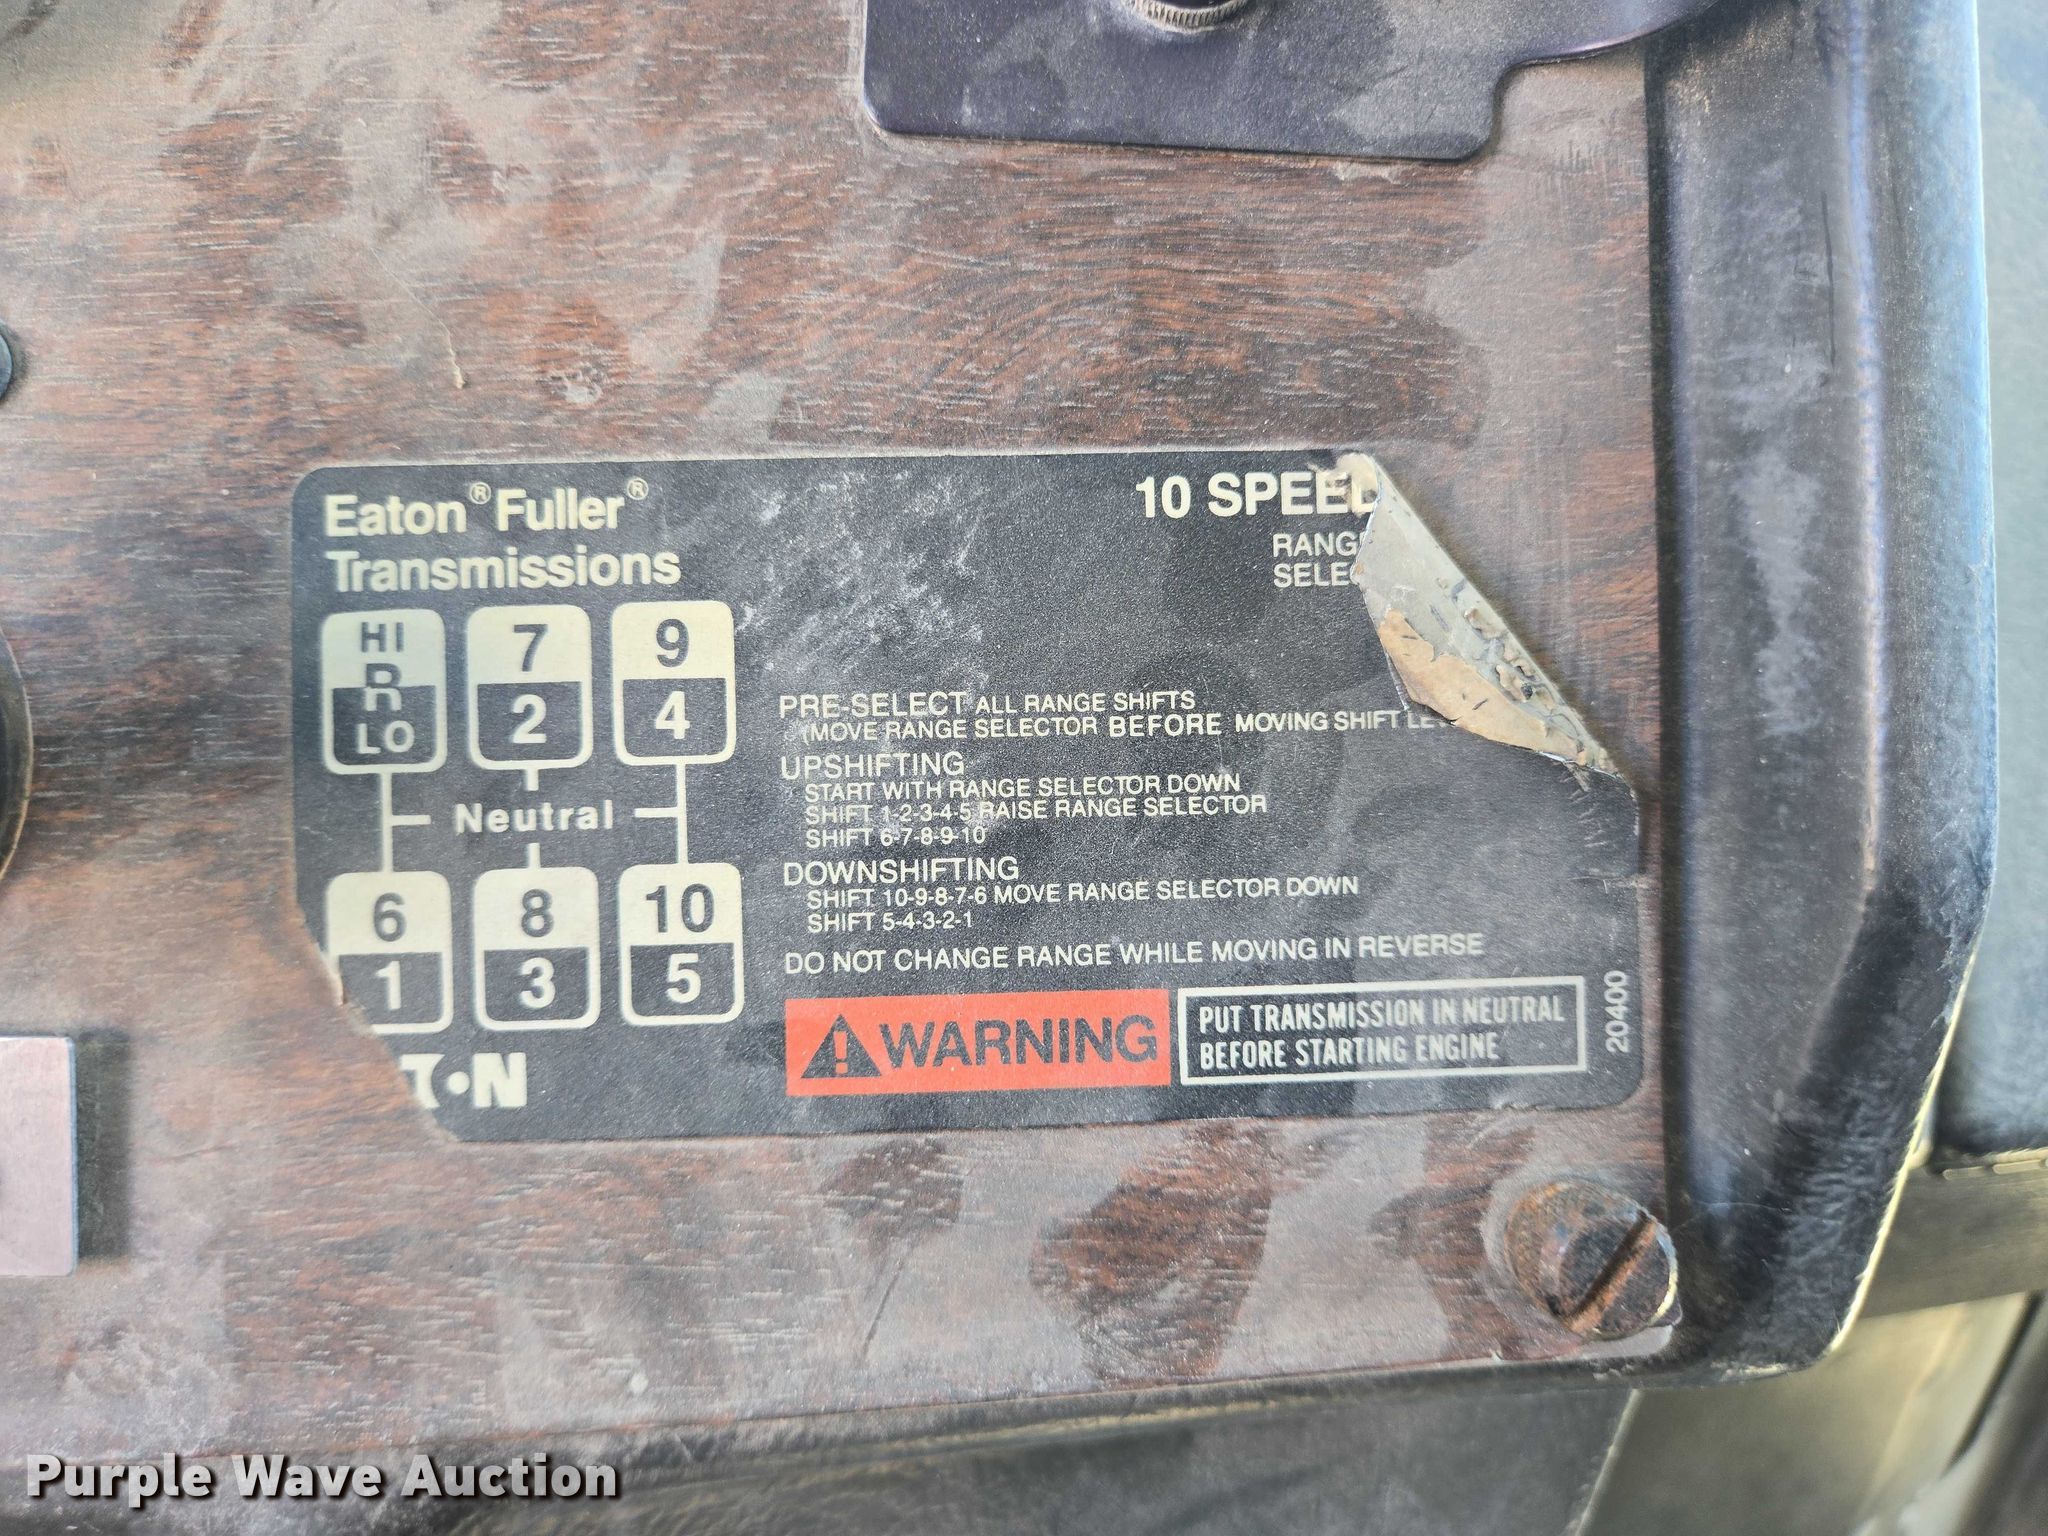 Eaton® Fuller®
Transmissions
10 SPEED
RANGE
SELEC
HI
R
LO
7
2
9
4
Neutral
6
1
8
3
10
5
PRE-SELECT ALL RANGE SHIFTS
(MOVE RANGE SELECTOR BEFORE MOVING SHIFT LE
UPSHIFTING
START WITH RANGE SELECTOR DOWN
SHIFT 1-2-3-4-5 RAISE RANGE SELECTOR
SHIFT 6-7-8-9-10
DOWNSHIFTING
SHIFT 10-9-8-7-6 MOVE RANGE SELECTOR DOWN
SHIFT 5-4-3-2-1
DO NOT CHANGE RANGE WHILE MOVING IN REVERSE
WARNING
PUT TRANSMISSION IN NEUTRAL
BEFORE STARTING ENGINE
20400
T•N
Purple Wave Auction